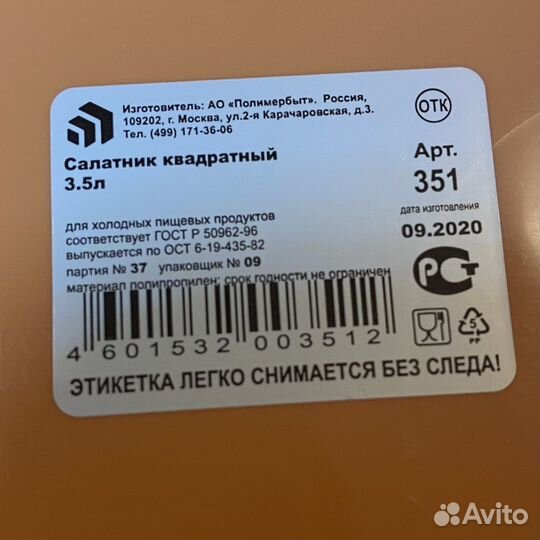 Изготовитель: АО «Полимербыт». Россия,
109202, г. Москва, ул.2-я Карачаровская, д.3.
Тел. (499) 171-36-06
ОТК
Салатник квадратный
3.5л
Арт.
351
дата изготовления
09.2020
для холодных пищевых продуктов
соответствует ГОСТ Р 50962-96
выпускается по ОСТ 6-19-435-82
партия № 37 упаковщик № 09
материал полипропилен; срок годности не ограничен
РСТ
4 601532 003512
5
PP
ЭТИКЕТКА ЛЕГКО СНИМАЕТСЯ БЕЗ СЛЕДА!
Avito